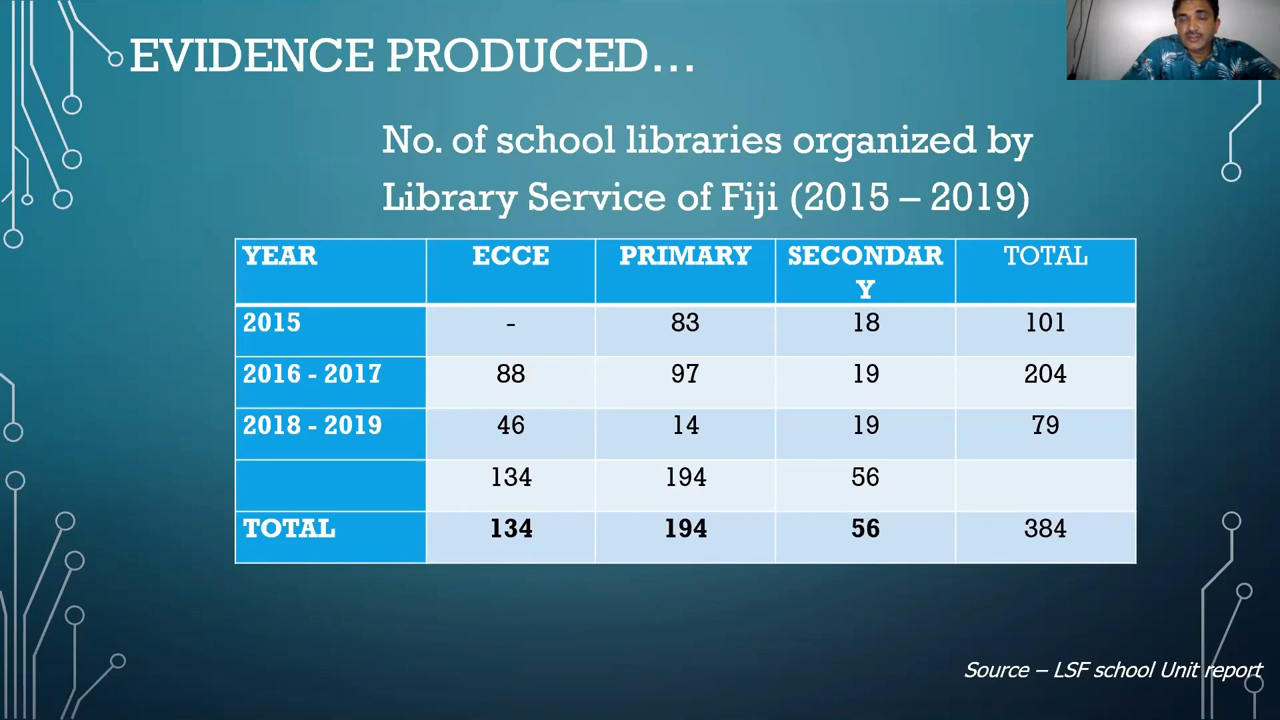 EVIDENCE PRODUCED...
No. of school libraries organized by
Library Service of Fiji (2015 – 2019)
YEAR ECCE PRIMARY SECONDAR TOTAL
Y
2015 - 83 18 101
2016 - 2017 88 97 19 204
2018 - 2019 46 14 19 79
134 194 56
TOTAL 134 194 56 384
Source – LSF school Unit report